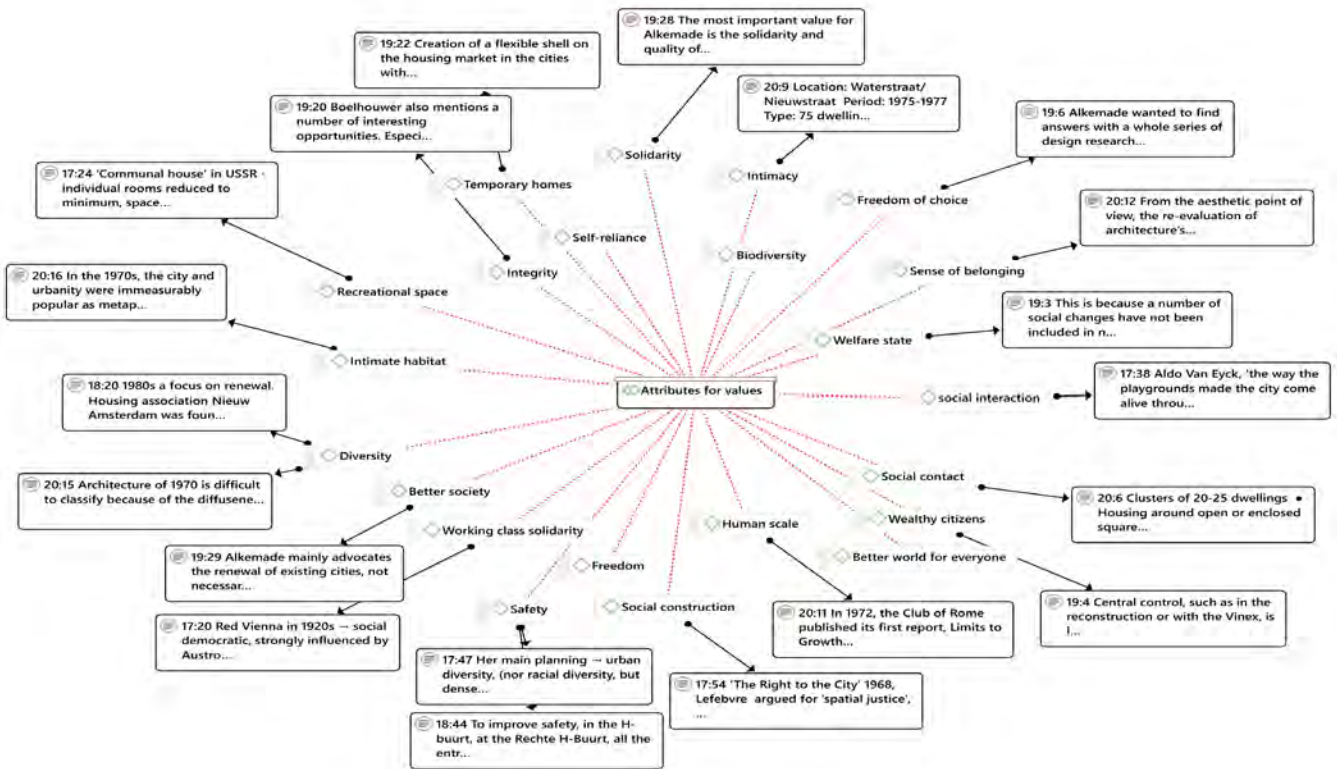 19:28 The most important value for
Alkemade is the solidarity and
quality of...
19:22 Creation of a flexible shell on
the housing market in the cities
with...
20:9 Location: Waterstraat/
Nieuwstraat Period: 1975-1977
Type: 75 dwellin...
19:20 Boelhouwer also mentions a
number of interesting
opportunities. Especi...
19:6 Alkemade wanted to find
answers with a whole series of
design research...
Solidarity
Intimacy
17:24 'Communal house' in USSR -
individual rooms reduced to
minimum, space...
Temporary homes
Freedom of choice
20:12 From the aesthetic point of
view, the re-evaluation of
architecture's...
Self-reliance
Biodiversity
Integrity
Sense of belonging
Recreational space
20:16 In the 1970s, the city and
urbanity were immeasurably
popular as metap...
19:3 This is because a number of
social changes have not been
included in n...
Welfare state
Intimate habitat
17:38 Aldo Van Eyck, 'the way the
playgrounds made the city come
alive throu...
18:20 1980s a focus on renewal.
Housing association Nieuw
Amsterdam was foun...
Attributes for values
social interaction
Diversity
Social contact
20:15 Architecture of 1970 is difficult
to classify because of the diffusene...
Better society
20:6 Clusters of 20-25 dwellings •
Housing around open or enclosed
square...
Working class solidarity
Human scale
Wealthy citizens
Better world for everyone
19:29 Alkemade mainly advocates
the renewal of existing cities, not
necessar...
Freedom
Safety
Social construction
20:11 In 1972, the Club of Rome
published its first report, Limits to
Growth...
19:4 Central control, such as in the
reconstruction or with the Vinex, is
l...
17:20 Red Vienna in 1920s – social
democratic, strongly influenced by
Austro...
17:47 Her main planning – urban
diversity, (nor racial diversity, but
dense...
17:54 'The Right to the City' 1968,
Lefebvre argued for 'spatial justice',
...
18:44 To improve safety, in the H-
buurt, at the Rechte H-Buurt, all the
entr...